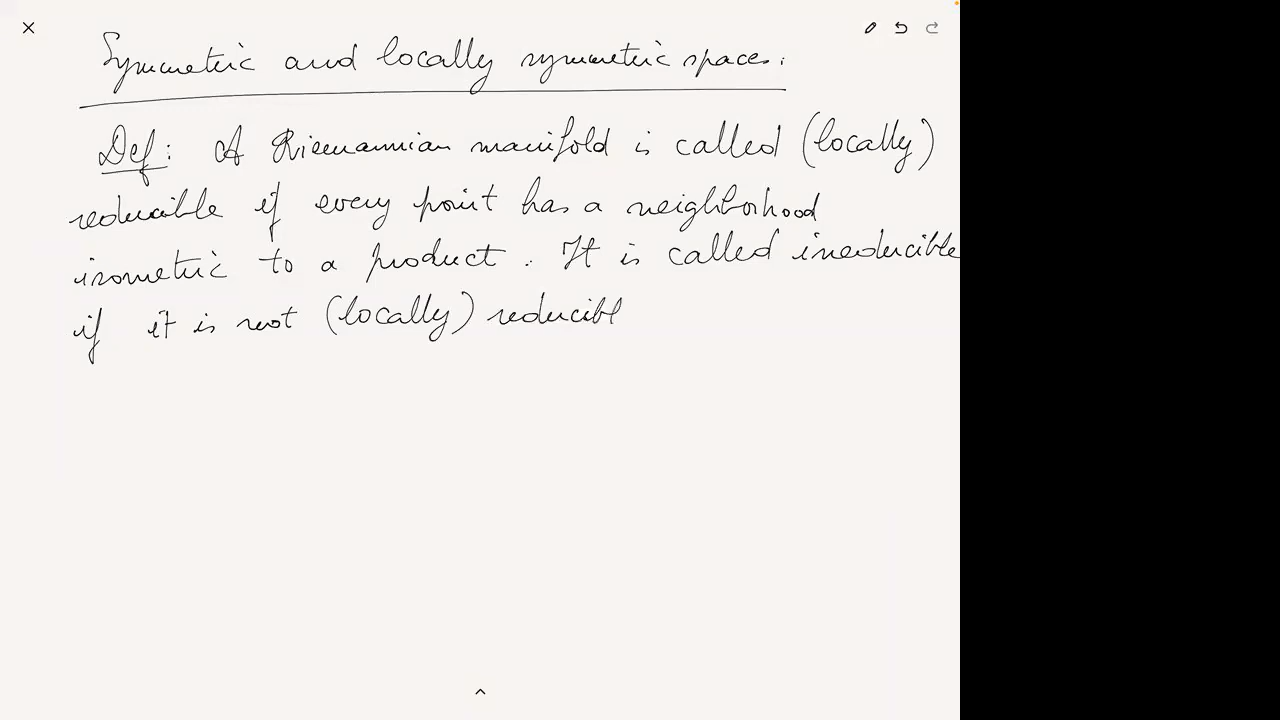 Symmetric and locally symmetric spaces:
Def: A Riemannian manifold is called (locally)
reducible if every point has a neighborhood
isometric to a product. It is called irreducible
if it is not (locally) reducibl